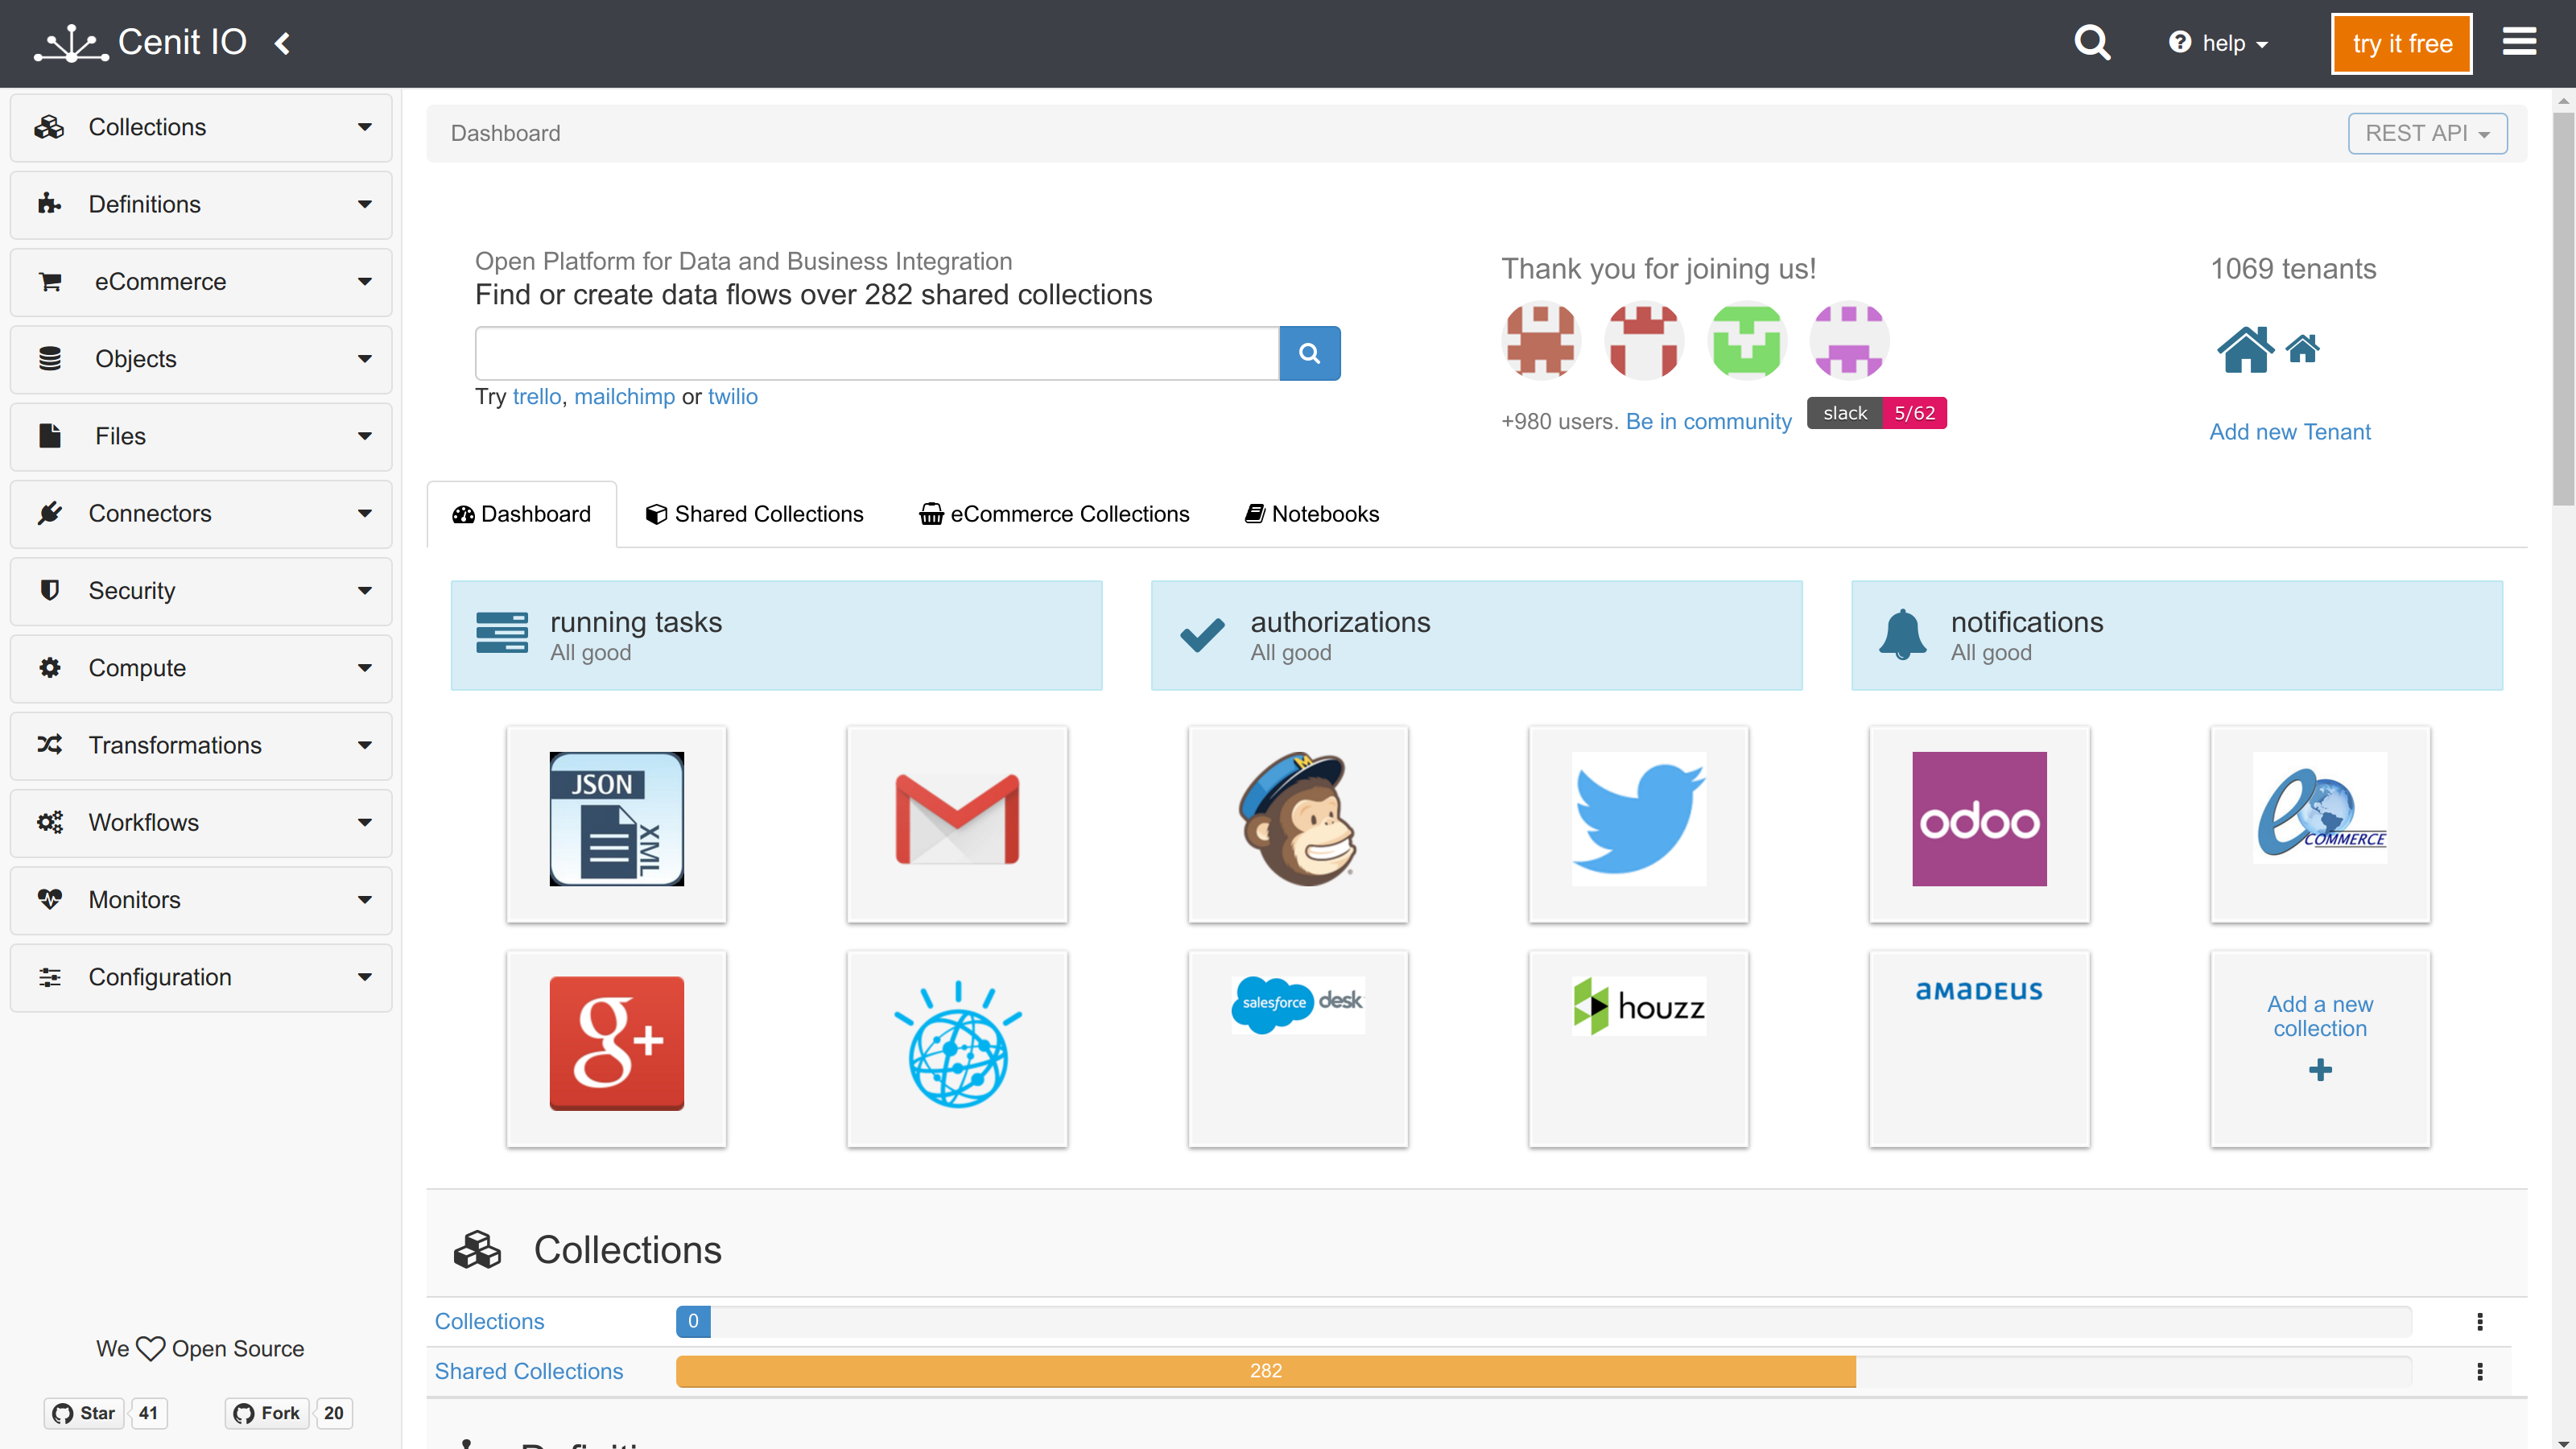 Cenit IO
help
try it free
Collections
Definitions
eCommerce
Objects
Files
Connectors
Security
Compute
Transformations
Workflows
Monitors
Configuration
We Open Source
Star 41
Fork 20
Dashboard
REST API
Open Platform for Data and Business Integration
Find or create data flows over 282 shared collections
Try trello, mailchimp or twilio
Thank you for joining us!
+980 users. Be in community
slack 5/62
1069 tenants
Add new Tenant
Dashboard
Shared Collections
eCommerce Collections
Notebooks
running tasks
All good
authorizations
All good
notifications
All good
JSON
XML
M
odoo
e
COMMERCE
g+
salesforce desk
houzz
amadeus
Add a new
collection
Collections
Collections 0
Shared Collections 282